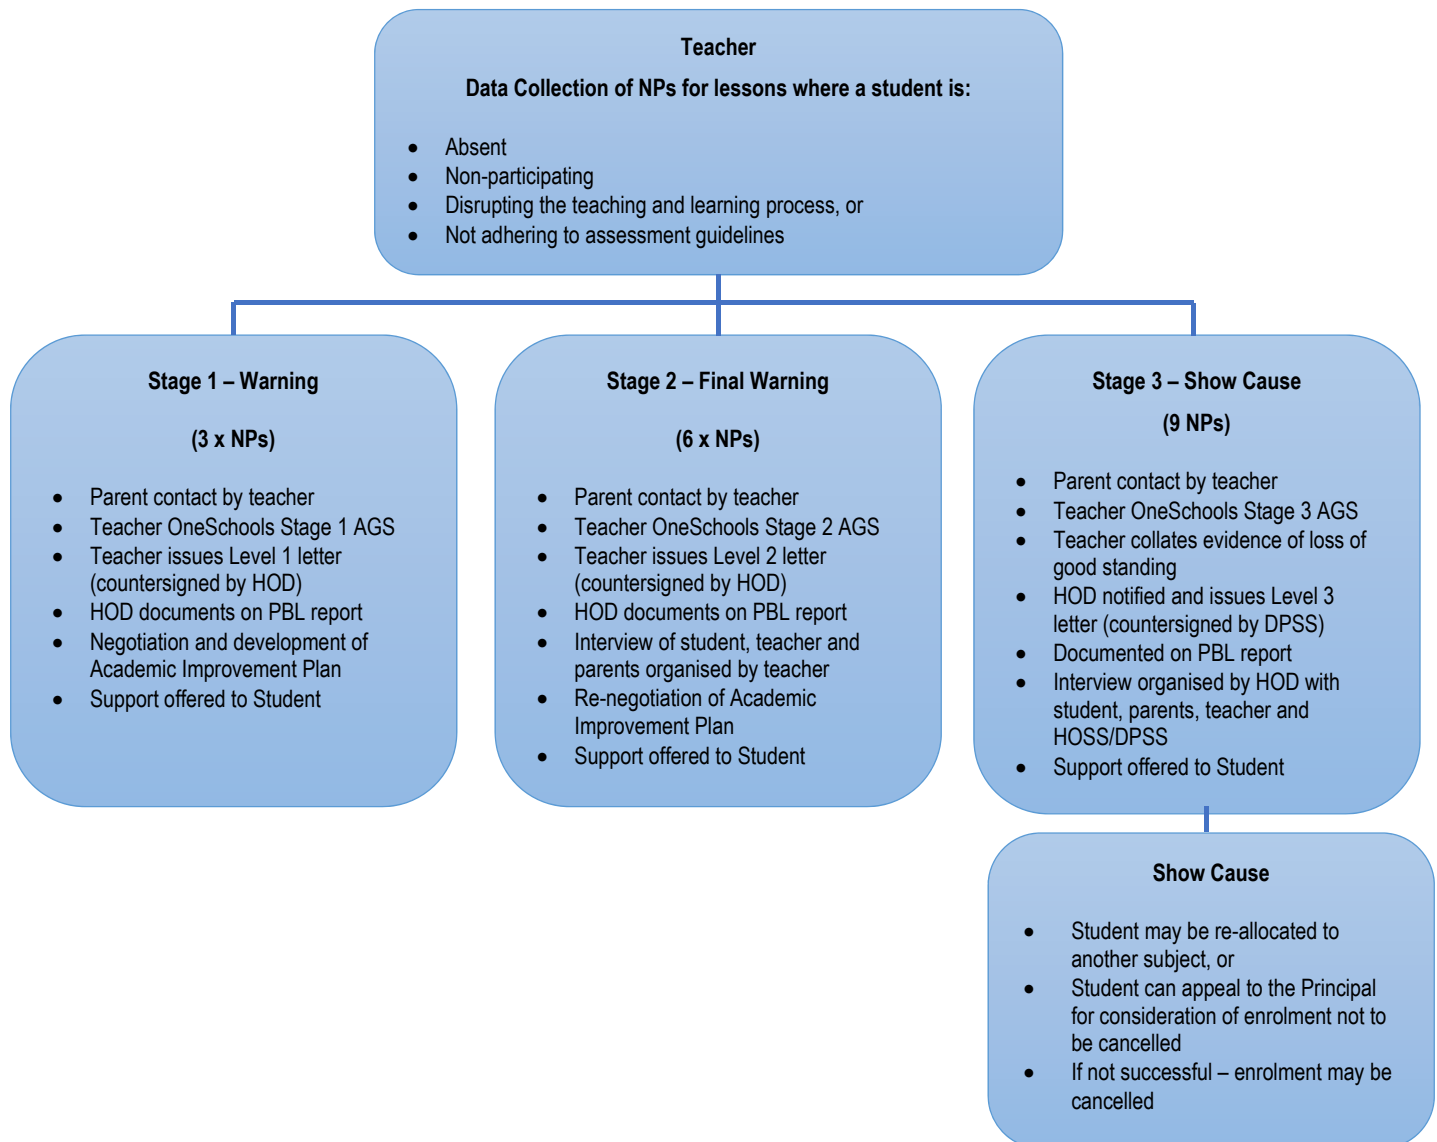 Teacher
Data Collection of NPs for lessons where a student is:
• Absent
• Non-participating
• Disrupting the teaching and learning process, or
• Not adhering to assessment guidelines
Stage 1 – Warning
(3 x NPs)
• Parent contact by teacher
• Teacher OneSchools Stage 1 AGS
• Teacher issues Level 1 letter
(countersigned by HOD)
• HOD documents on PBL report
• Negotiation and development of
Academic Improvement Plan
• Support offered to Student
Stage 2 – Final Warning
(6 x NPs)
• Parent contact by teacher
• Teacher OneSchools Stage 2 AGS
• Teacher issues Level 2 letter
(countersigned by HOD)
• HOD documents on PBL report
• Interview of student, teacher and
parents organised by teacher
• Re-negotiation of Academic
Improvement Plan
• Support offered to Student
Stage 3 – Show Cause
(9 NPs)
• Parent contact by teacher
• Teacher OneSchools Stage 3 AGS
• Teacher collates evidence of loss of
good standing
• HOD notified and issues Level 3
letter (countersigned by DPSS)
• Documented on PBL report
• Interview organised by HOD with
student, parents, teacher and
HOSS/DPSS
• Support offered to Student
Show Cause
• Student may be re-allocated to
another subject, or
• Student can appeal to the Principal
for consideration of enrolment not to
be cancelled
• If not successful – enrolment may be
cancelled